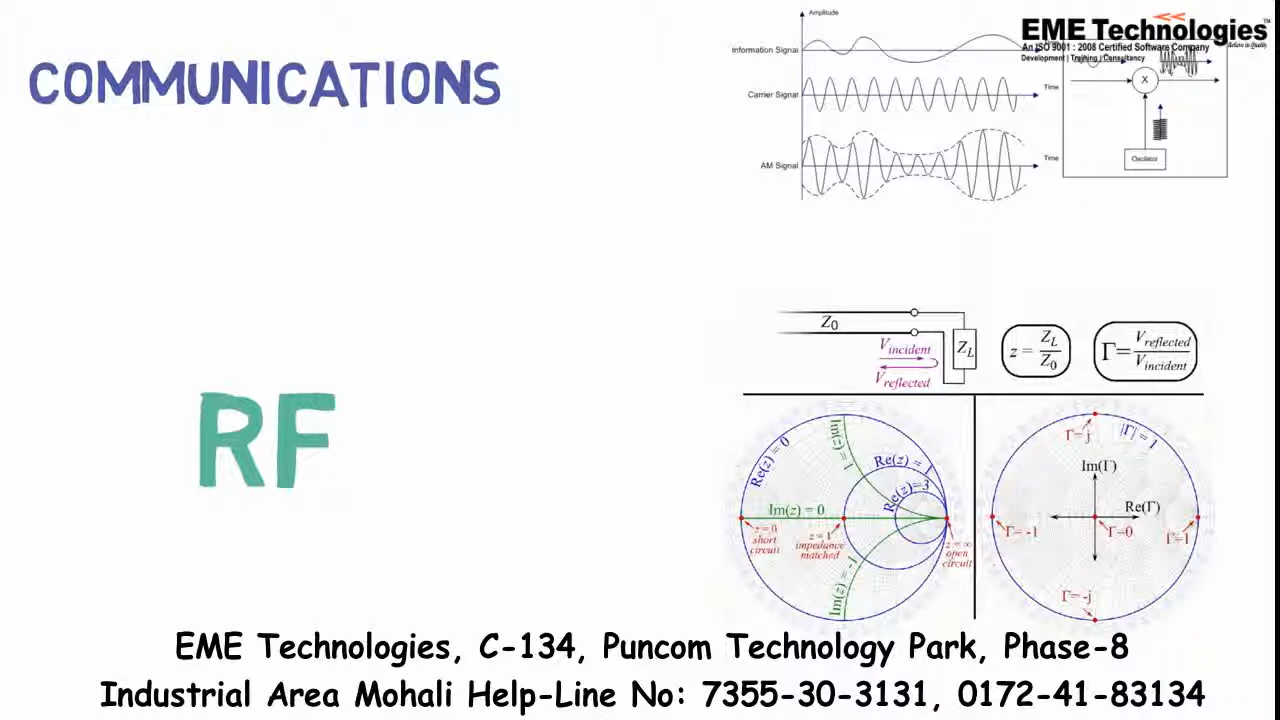 COMMUNICATIONS
Amplitude
Information Signal
Carrier Signal
Time
AM Signal
Time
EME Technologies
An ISO 9001 : 2008 Certified Software Company
Believe in Quality
Development | Training | Consultancy
X
Oscilator
RF
Z0
Vincident
Vreflected
ZL
z = ZL
Z0
Γ= Vreflected
Vincident
Re(z) = 0
Im(z) = 1
Re(z) = 1
Re(z)=3
Im(z) = 0
z = 0
short
circuit
z = 1
impedance
matched
z = ∞
open
circuit
Im(z) = -1
|Γ| = 1
Γ= j
Im(Γ)
Re(Γ)
Γ= -1
Γ=0
Γ=1
Γ= -j
EME Technologies, C-134, Puncom Technology Park, Phase-8
Industrial Area Mohali Help-Line No: 7355-30-3131, 0172-41-83134